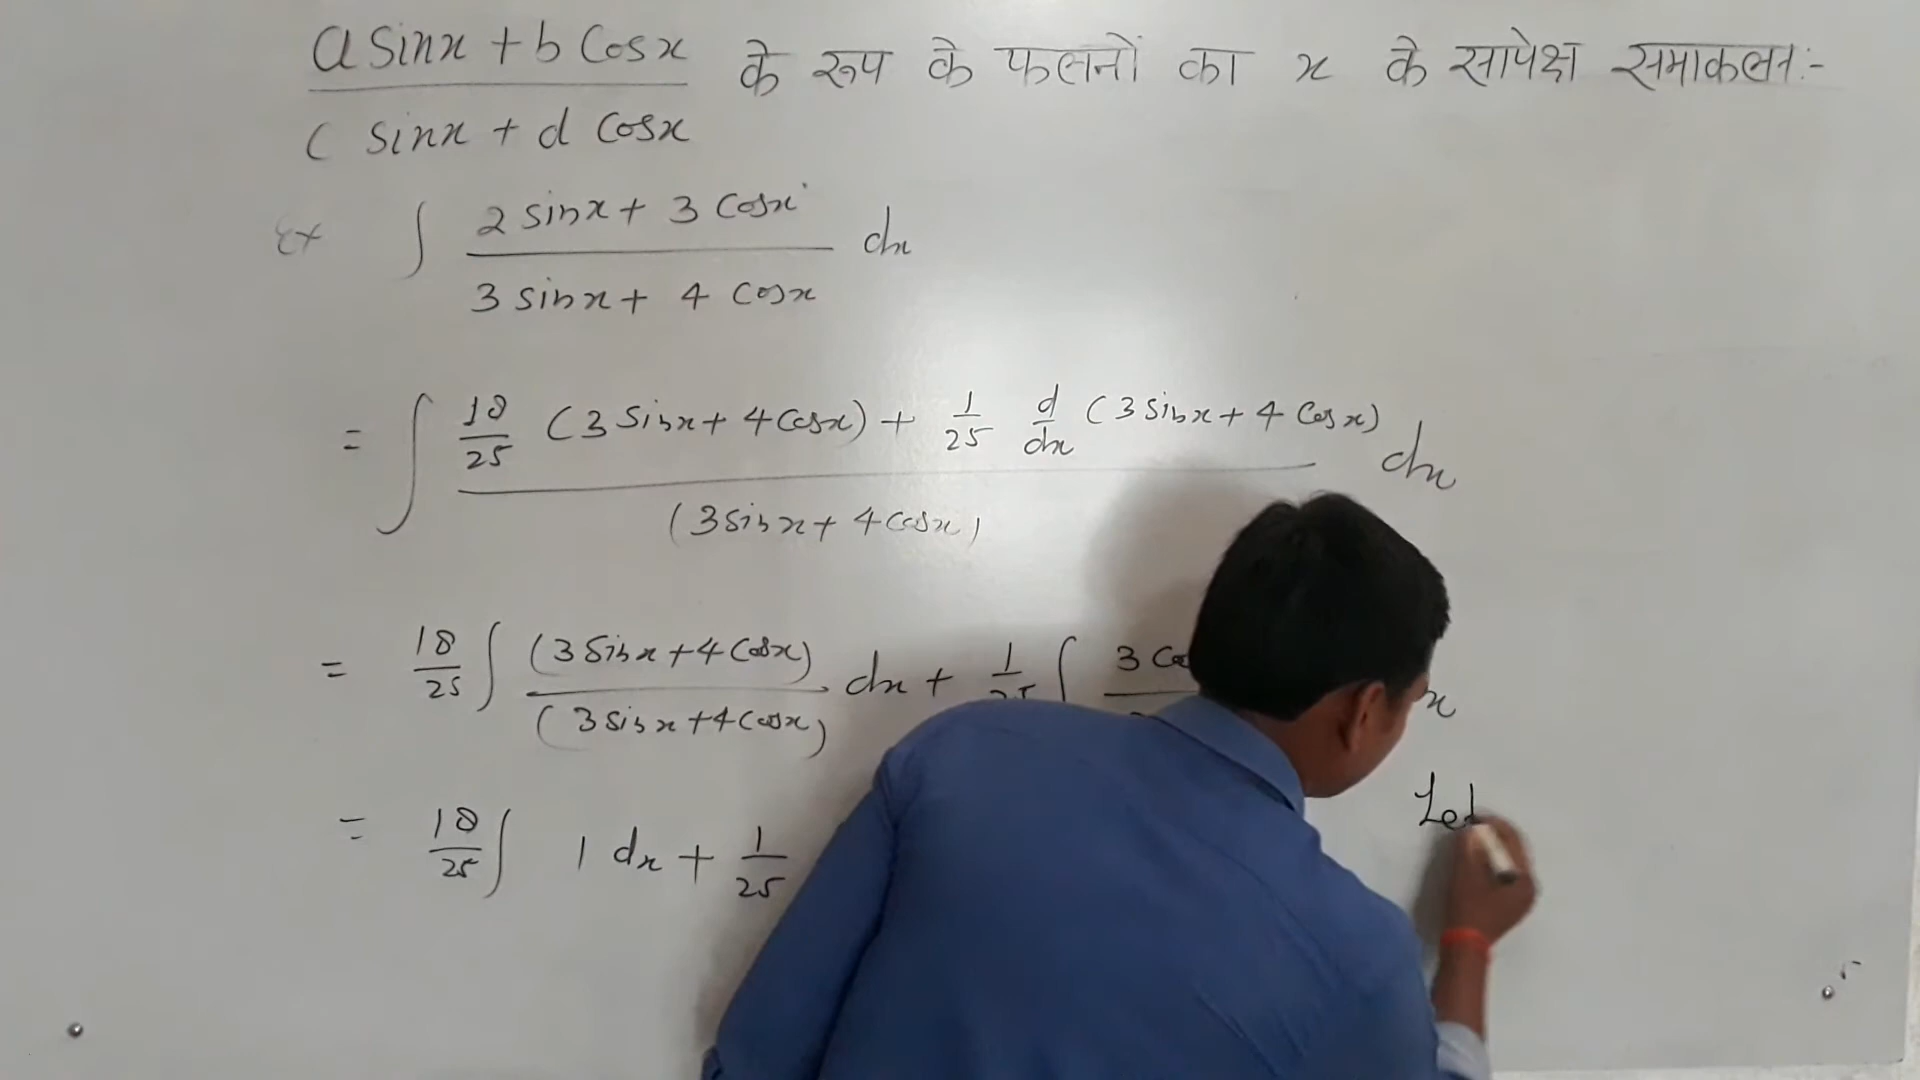 a Sinx + b Cosx के रूप के फलनों का x के सापेक्ष समाकलन:-
c sinx + d Cosx
Ex ∫ 2 sinx + 3 Cosx dx
3 sinx + 4 cosx
= ∫ 18/25 (3 Sinx + 4 Cosx) + 1/25 d/dx (3 sinx + 4 Cosx) dx
(3 sinx + 4 cosx)
= 18/25 ∫ (3 Sinx + 4 Cosx) dx + 1/25 ∫ 3 Co x
(3 sinx + 4 cosx)
= 18/25 ∫ 1 dx + 1/25
Let